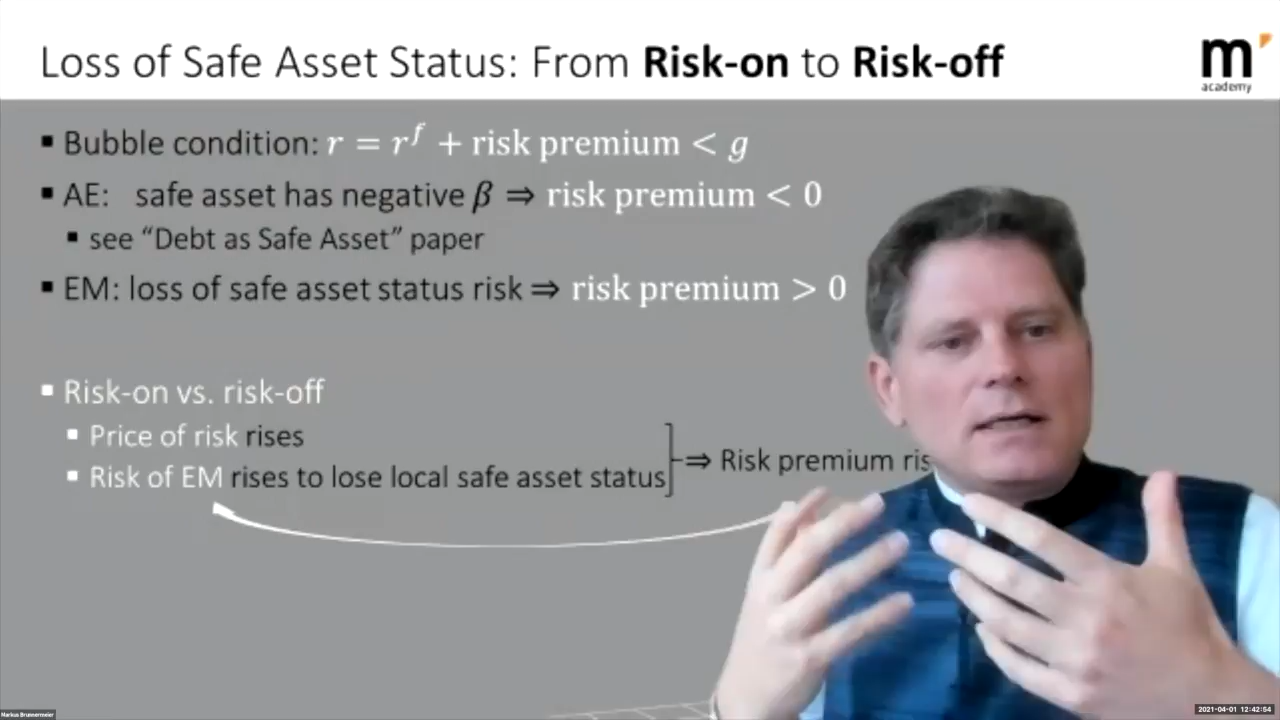 Loss of Safe Asset Status: From Risk-on to Risk-off
m'
academy
▪ Bubble condition: r = r^f + risk premium < g
▪ AE: safe asset has negative β ⇒ risk premium < 0
▪ see “Debt as Safe Asset” paper
▪ EM: loss of safe asset status risk ⇒ risk premium > 0
▪ Risk-on vs. risk-off
▪ Price of risk rises
▪ Risk of EM rises to lose local safe asset status
⇒ Risk premium ris
Markus Brunnermeier
2021-04-01 12:42:54